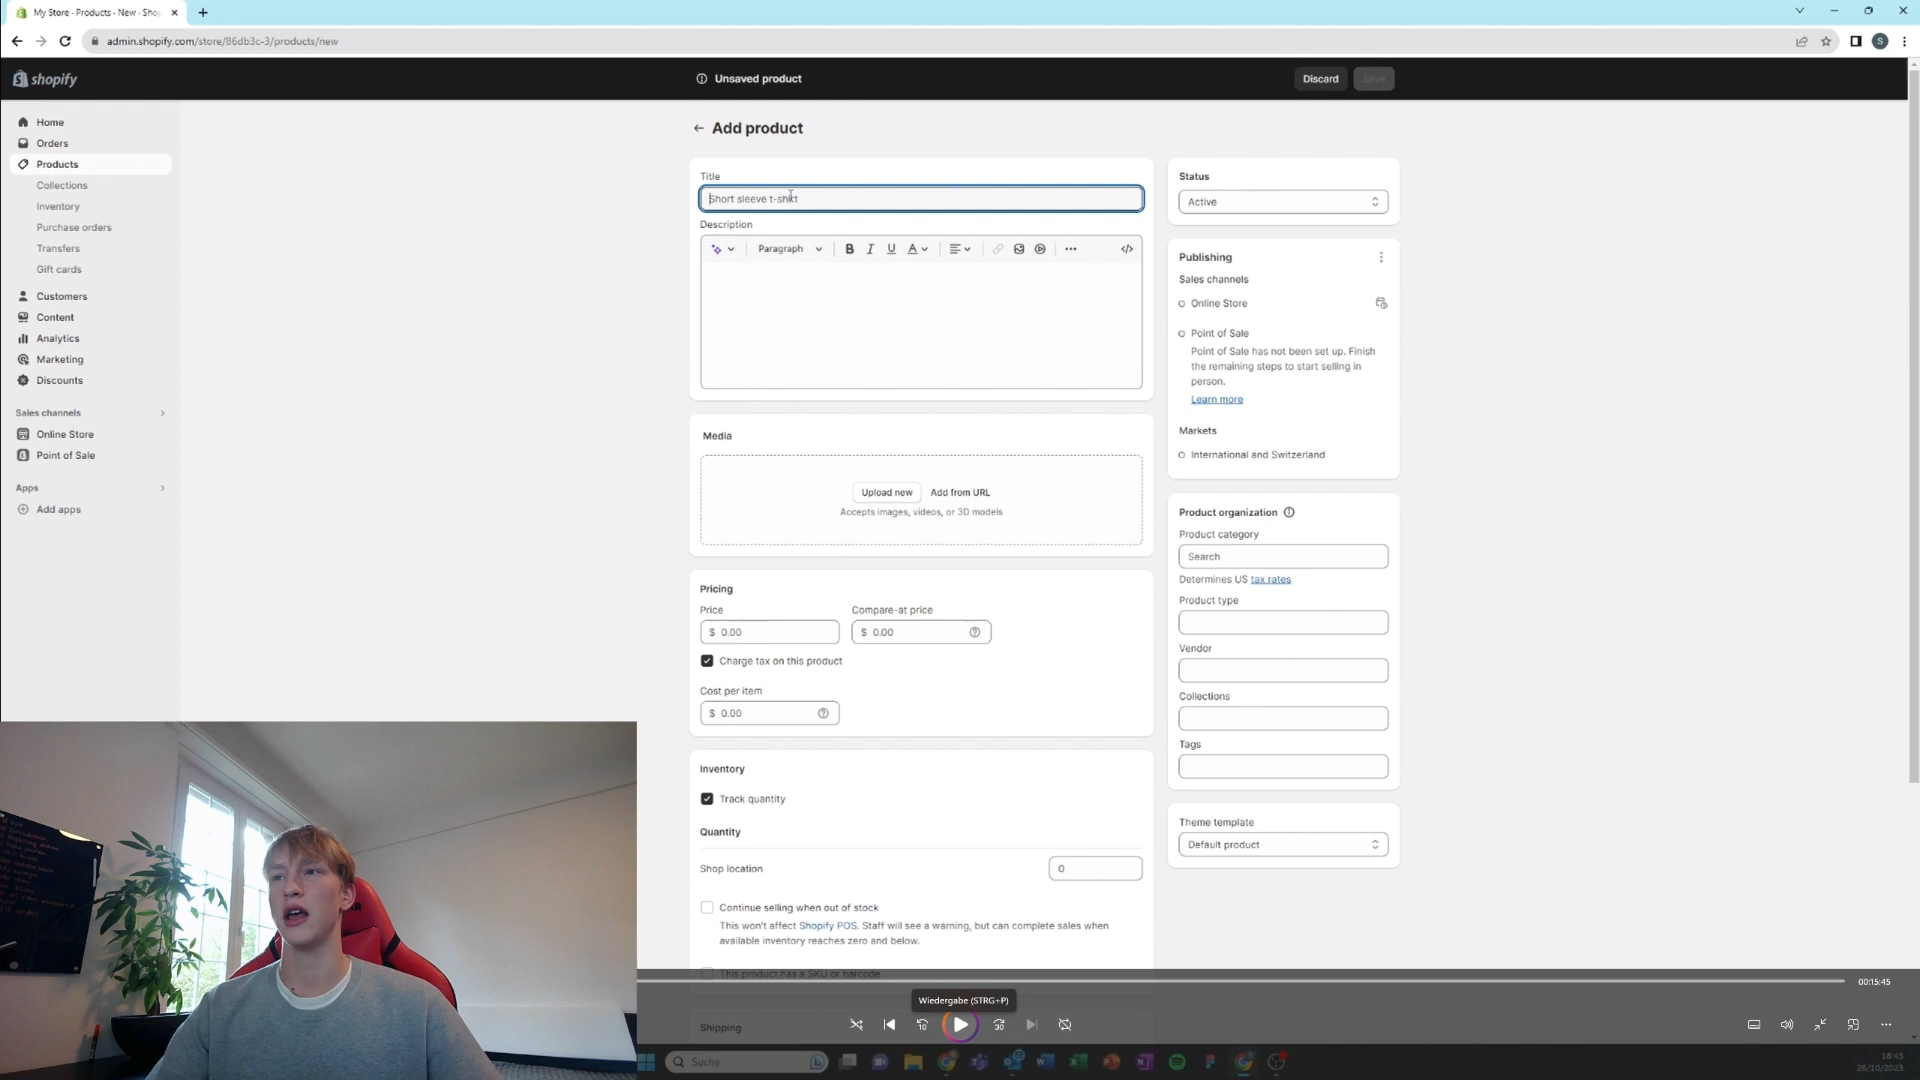 My Store · Products · New · Sho
admin.shopify.com/store/86db3c-3/products/new
shopify
Unsaved product
Discard
Save
Home
Orders
Products
Collections
Inventory
Purchase orders
Transfers
Gift cards
Customers
Content
Analytics
Marketing
Discounts
Sales channels
Online Store
Point of Sale
Apps
Add apps
Add product
Title
Short sleeve t-shirt
Description
Paragraph
Media
Upload new
Add from URL
Accepts images, videos, or 3D models
Pricing
Price
Compare-at price
$ 0.00
$ 0.00
Charge tax on this product
Cost per item
$ 0.00
Inventory
Track quantity
Quantity
Shop location
0
Continue selling when out of stock
This won't affect Shopify POS. Staff will see a warning, but can complete sales when
available inventory reaches zero and below.
This product has a SKU or barcode
Shipping
Status
Active
Publishing
Sales channels
Online Store
Point of Sale
Point of Sale has not been set up. Finish
the remaining steps to start selling in
person.
Learn more
Markets
International and Switzerland
Product organization
Product category
Search
Determines US tax rates
Product type
Vendor
Collections
Tags
Theme template
Default product
00:15:45
Wiedergabe (STRG+P)
10
30
Suche
18:45
26/10/2023